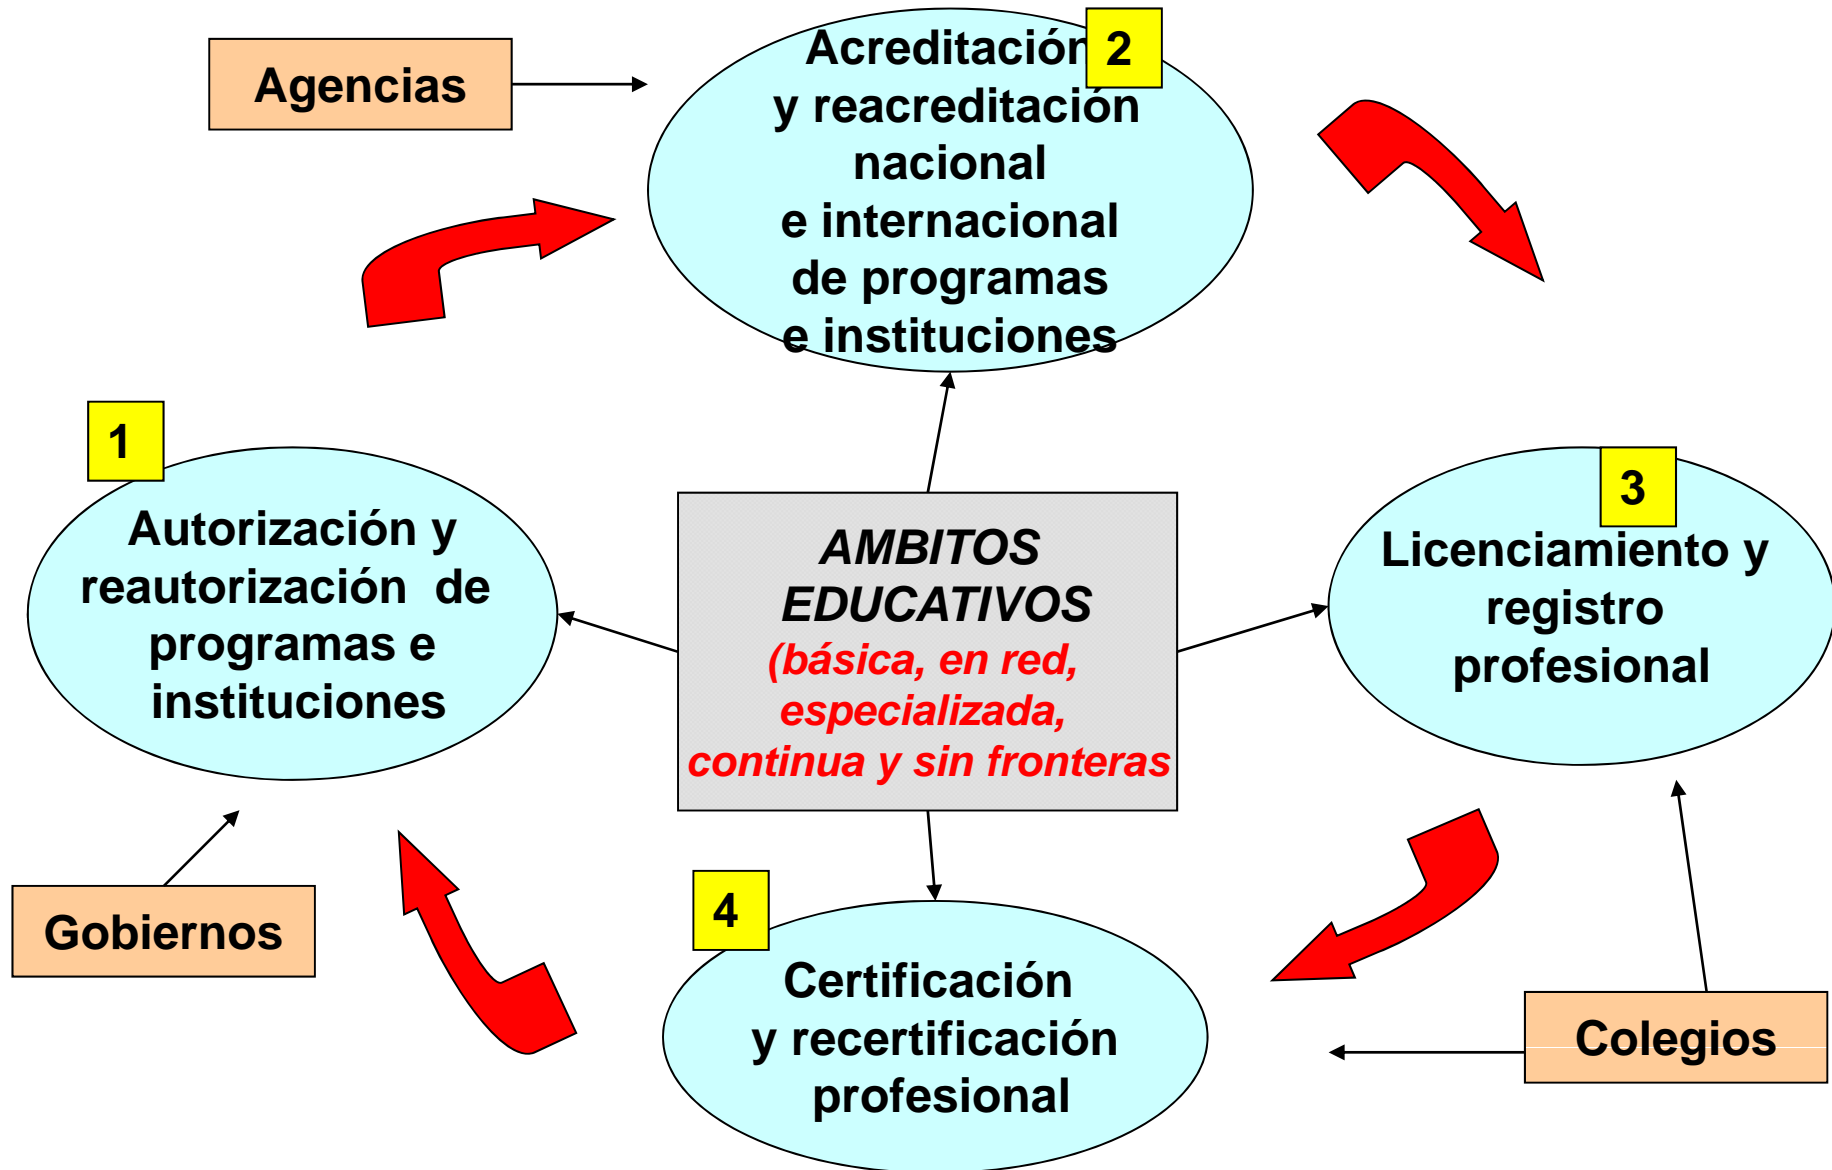 Agencias
2
Acreditación
y reacreditación
nacional
e internacional
de programas
e instituciones
1
Autorización y
reautorización de
programas e
instituciones
AMBITOS
EDUCATIVOS
(básica, en red,
especializada,
continua y sin fronteras
3
Licenciamiento y
registro
profesional
Gobiernos
4
Certificación
y recertificación
profesional
Colegios